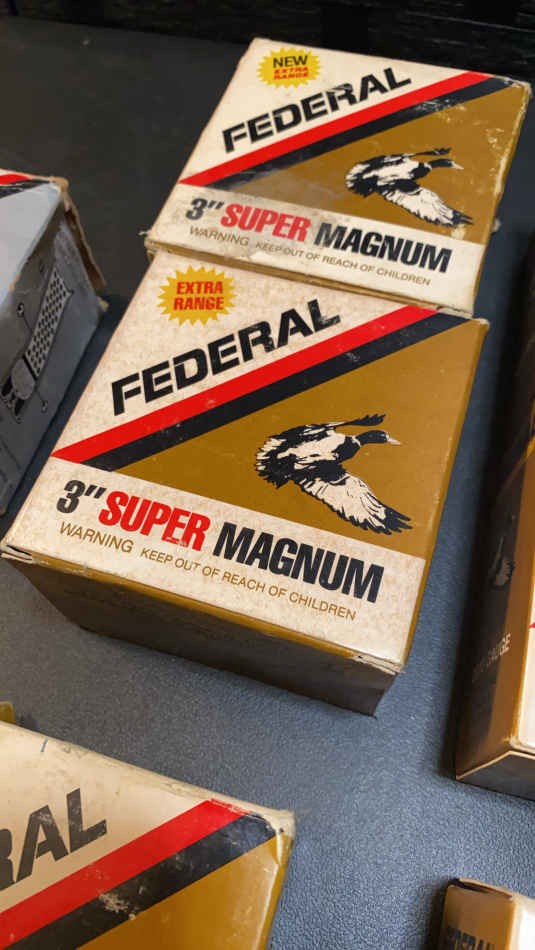 NEW
EXTRA
RANGE
FEDERAL
3" SUPER MAGNUM
WARNING KEEP OUT OF REACH OF CHILDREN
EXTRA
RANGE
FEDERAL
3" SUPER MAGNUM
WARNING KEEP OUT OF REACH OF CHILDREN
RAL